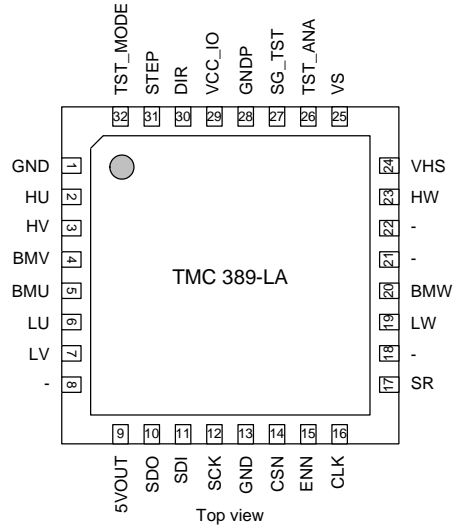 TST_MODE
STEP
DIR
VCC_IO
GNDP
SG_TST
TST_ANA
VS
32 31 30 29 28 27 26 25
GND 1
HU 2
HV 3
BMV 4
BMU 5
LU 6
LV 7
- 8
TMC 389-LA
24 VHS
23 HW
22 -
21 -
20 BMW
19 LW
18 -
17 SR
9 10 11 12 13 14 15 16
5VOUT
SDO
SDI
SCK
GND
CSN
ENN
CLK
Top view